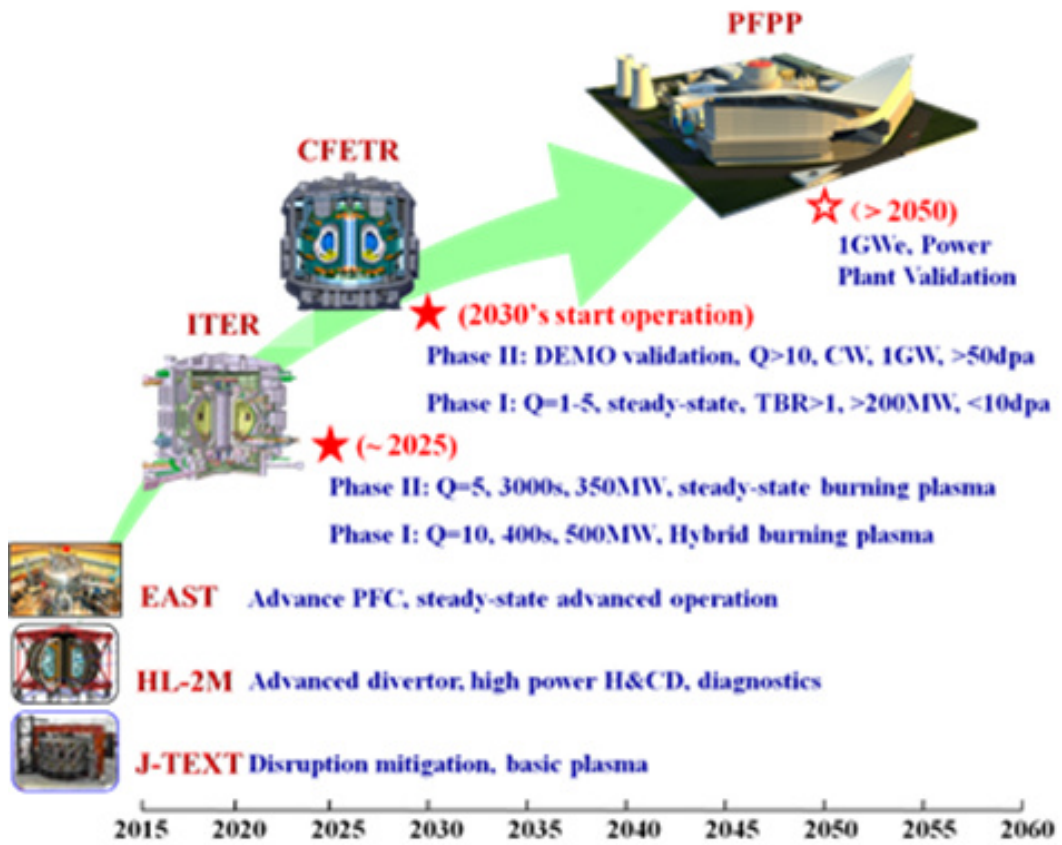 PFPP
CFETR
(> 2050)
1GWe, Power
Plant Validation
ITER
(2030's start operation)
Phase II: DEMO validation, Q>10, CW, 1GW, >50dpa
Phase I: Q=1-5, steady-state, TBR>1, >200MW, <10dpa
(~ 2025)
Phase II: Q=5, 3000s, 350MW, steady-state burning plasma
Phase I: Q=10, 400s, 500MW, Hybrid burning plasma
EAST Advance PFC, steady-state advanced operation
HL-2M Advanced divertor, high power H&CD, diagnostics
J-TEXT Disruption mitigation, basic plasma
2015 2020 2025 2030 2035 2040 2045 2050 2055 2060